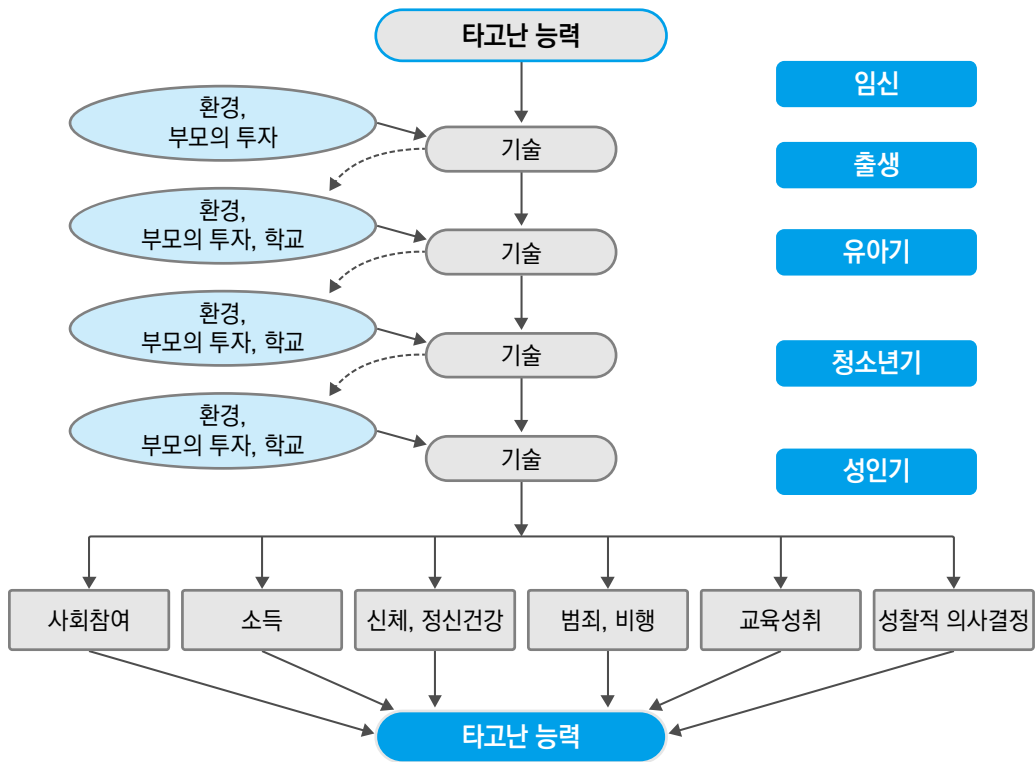 타고난 능력
임신
환경,
부모의 투자
기술
출생
환경,
부모의 투자, 학교
기술
유아기
환경,
부모의 투자, 학교
기술
청소년기
환경,
부모의 투자, 학교
기술
성인기
사회참여
소득
신체, 정신건강
범죄, 비행
교육성취
성찰적 의사결정
타고난 능력